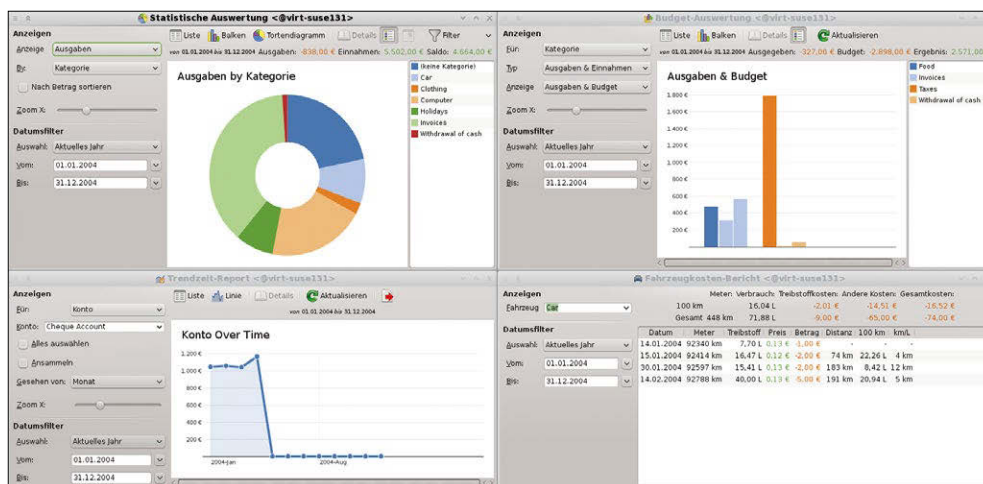 Statistische Auswertung <@virt-suse131>
Anzeigen
Anzeige Ausgaben
By: Kategorie
Nach Betrag sortieren
Zoom X:
Datumsfilter
Auswahl: Aktuelles Jahr
Vom: 01.01.2004
Bis: 31.12.2004
Liste Balken Tortendiagramm Details Filter
von 01.01.2004 bis 31.12.2004 Ausgaben: -838,00 € Einnahmen: 5.502,00 € Saldo: 4.664,00 €
Ausgaben by Kategorie
(keine Kategorie)
Car
Clothing
Computer
Holidays
Invoices
Withdrawal of cash
Budget-Auswertung <@virt-suse131>
Anzeigen
Für: Kategorie
Typ Ausgaben & Einnahmen
Anzeige Ausgaben & Budget
Zoom X:
Datumsfilter
Auswahl: Aktuelles Jahr
Vom: 01.01.2004
Bis: 31.12.2004
Liste Balken Details Aktualisieren
von 01.01.2004 bis 31.12.2004 Ausgegeben: -327,00 € Budget: -2.898,00 € Ergebnis: 2.571,00
Ausgaben & Budget
1.800 €
1.600 €
1.400 €
1.200 €
1.000 €
800 €
600 €
400 €
200 €
Food
Invoices
Taxes
Withdrawal of cash
Trendzeit-Report <@virt-suse131>
Anzeigen
Für: Konto
Konto: Cheque Account
Alles auswählen
Ansammeln
Gesehen von: Monat
Zoom X:
Datumsfilter
Auswahl: Aktuelles Jahr
Vom: 01.01.2004
Bis: 31.12.2004
Liste Linie Details Aktualisieren
von 01.01.2004 bis 31.12.2004
Konto Over Time
1.200 €
1.000 €
800 €
600 €
400 €
200 €
2004-Jan 2004-Aug
Fahrzeugkosten-Bericht <@virt-suse131>
Anzeigen
Fahrzeug Car
Datumsfilter
Auswahl: Aktuelles Jahr
Vom: 01.01.2004
Bis: 31.12.2004
Meter: Verbrauch: Treibstoffkosten: Andere Kosten: Gesamtkosten:
100 km 16,04 L -2,01 € -14,51 € -16,52 €
Gesamt 448 km 71,88 L -9,00 € -65,00 € -74,00 €
Datum Meter Treibstoff Preis Betrag Distanz 100 km km/L
14.01.2004 92340 km 7,70 L 0,13 € -1,00 € - - -
15.01.2004 92414 km 16,47 L 0,12 € -2,00 € 74 km 22,26 L 4 km
30.01.2004 92597 km 15,41 L 0,13 € -2,00 € 183 km 8,42 L 12 km
14.02.2004 92788 km 40,00 L 0,13 € -5,00 € 191 km 20,94 L 5 km